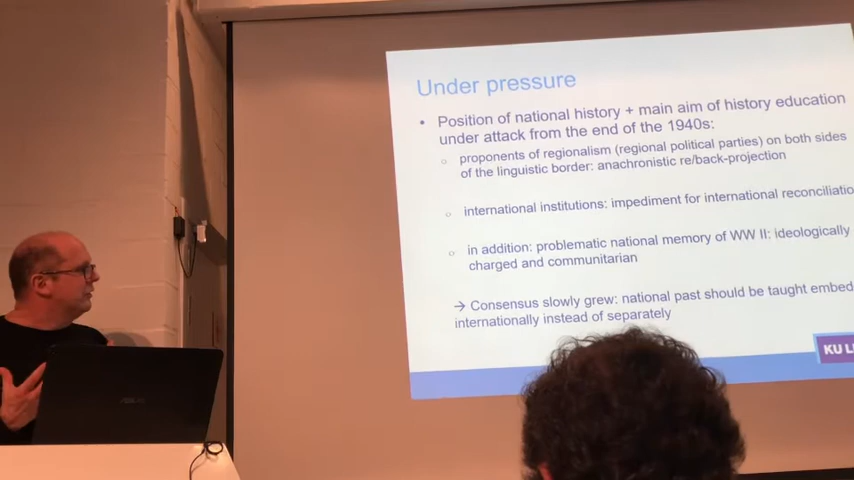 Under pressure
• Position of national history + main aim of history education
under attack from the end of the 1940s:
○ proponents of regionalism (regional political parties) on both sides
of the linguistic border: anachronistic re/back-projection
○ international institutions: impediment for international reconciliatio
○ in addition: problematic national memory of WW II: ideologically
charged and communitarian
→ Consensus slowly grew: national past should be taught embe
internationally instead of separately
KU L
ASUS